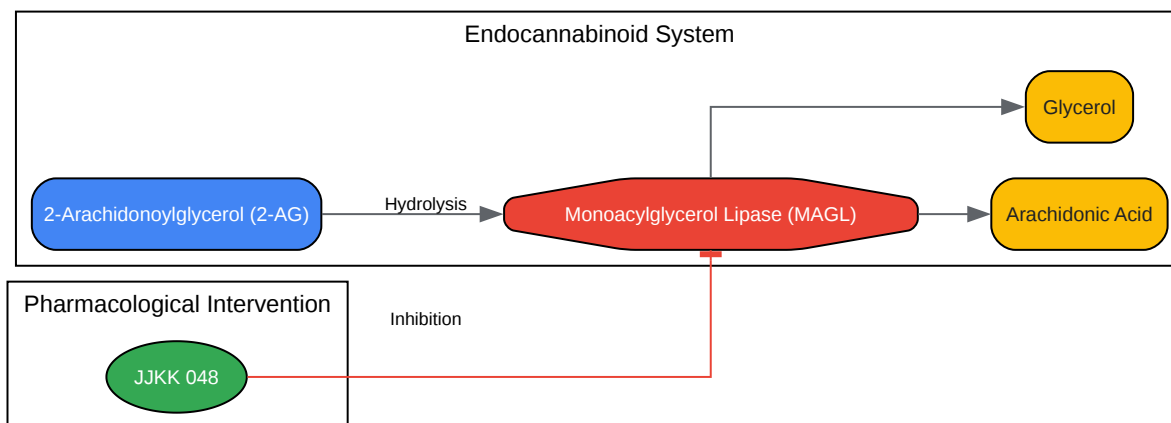 Endocannabinoid System
Glycerol
2-Arachidonoylglycerol (2-AG)
Hydrolysis
Monoacylglycerol Lipase (MAGL)
Arachidonic Acid
Pharmacological Intervention
Inhibition
JJKK 048